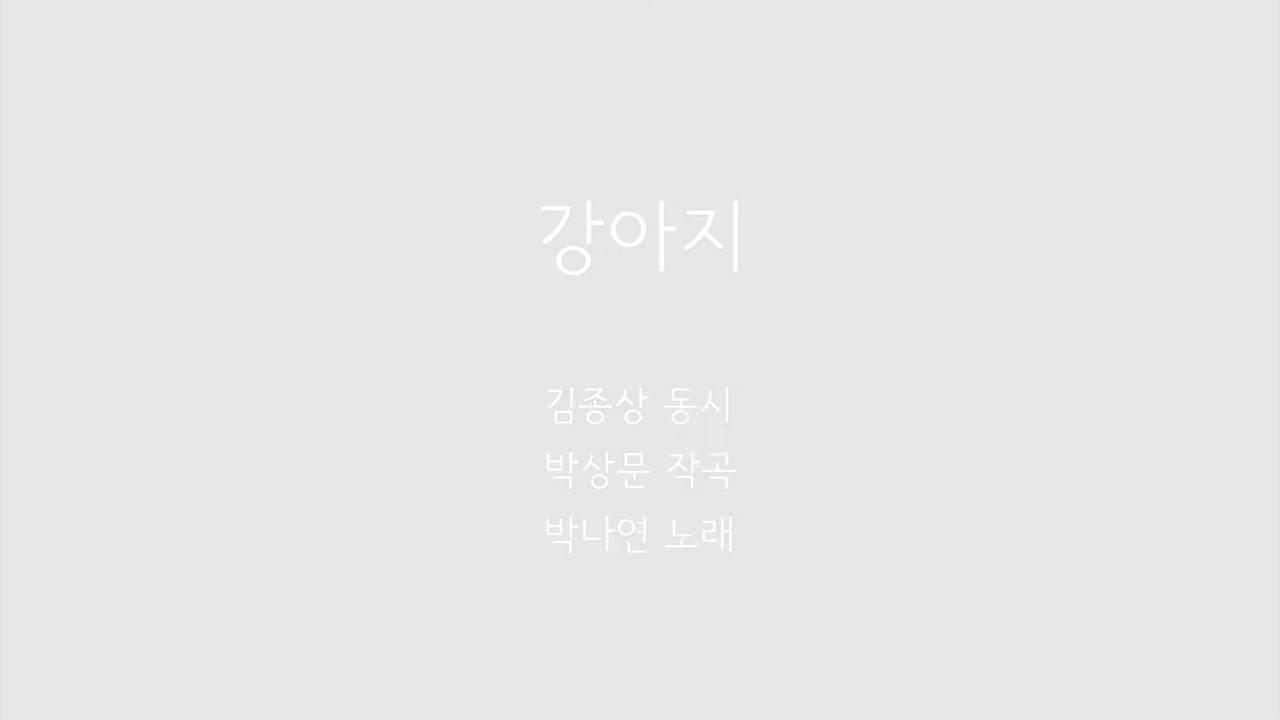 강아지
김종상 동시
박상문 작곡
박나연 노래